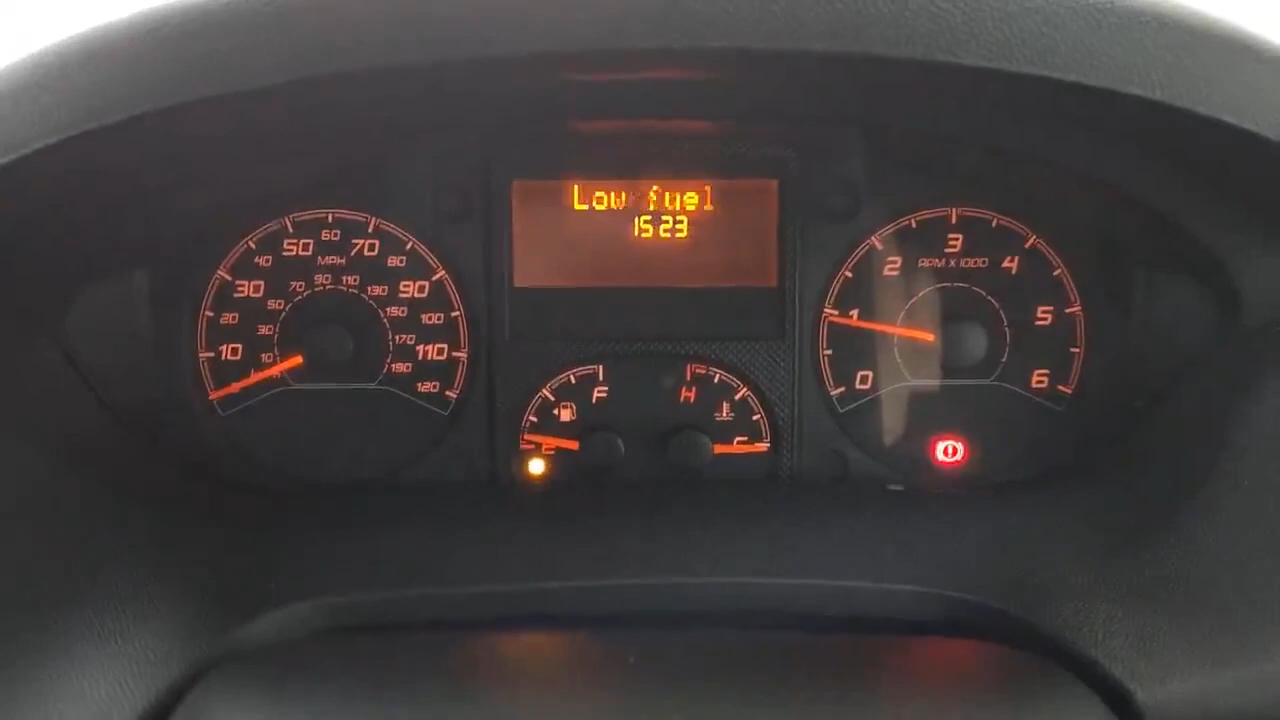 Low fuel
15:23
10 20 30 40 50 60 70 80 90 100 110 120
MPH
10 30 50 70 90 110 130 150 170 190
E F
H C
0 1 2 3 4 5 6
RPM X 1000